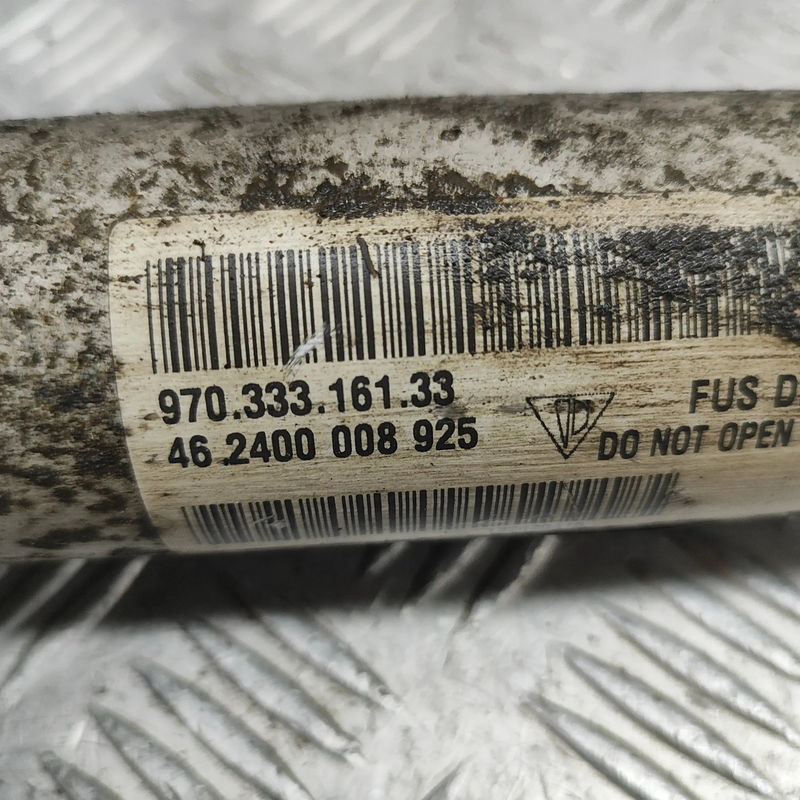 970.333.161.33
46.2400 008 925
FUS D
DO NOT OPEN